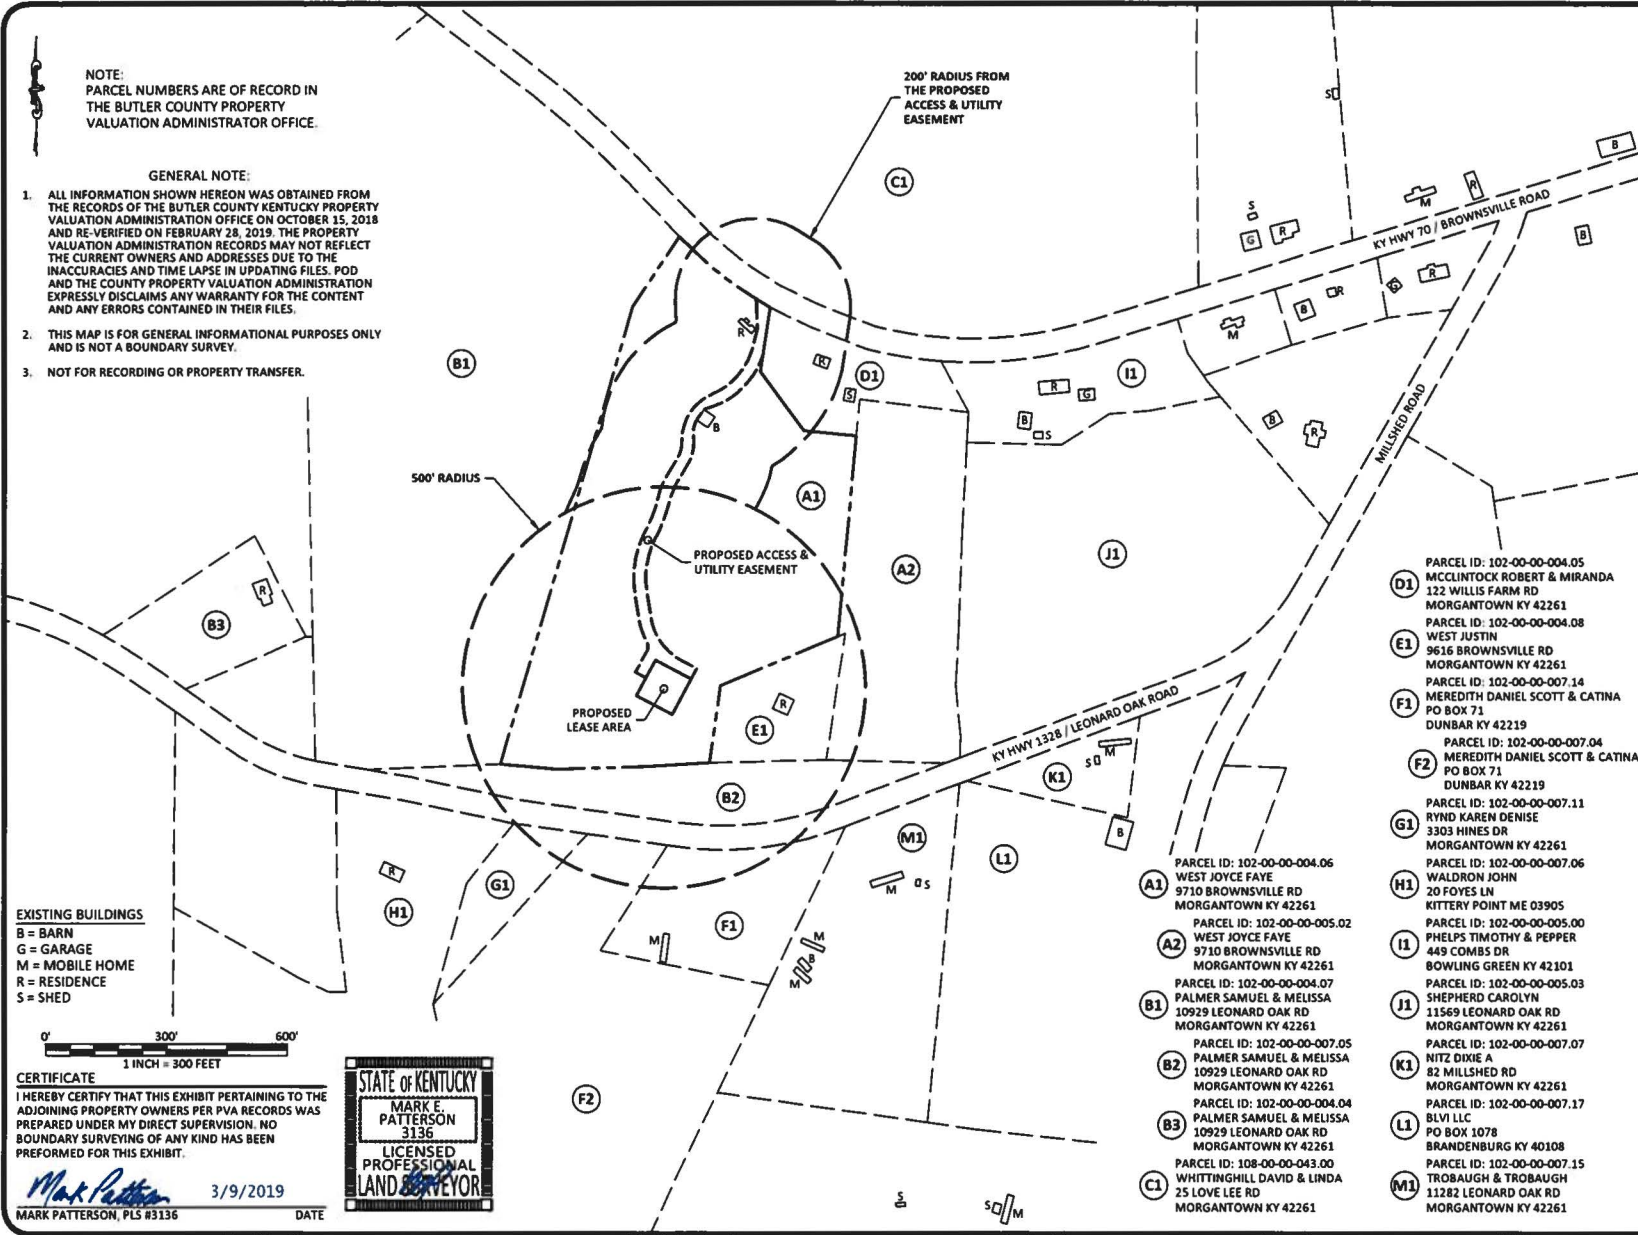 NOTE:
PARCEL NUMBERS ARE OF RECORD IN
THE BUTLER COUNTY PROPERTY
VALUATION ADMINISTRATOR OFFICE.
GENERAL NOTE:
1. ALL INFORMATION SHOWN HEREON WAS OBTAINED FROM
THE RECORDS OF THE BUTLER COUNTY KENTUCKY PROPERTY
VALUATION ADMINISTRATION OFFICE ON OCTOBER 15, 2018
AND RE-VERIFIED ON FEBRUARY 28, 2019. THE PROPERTY
VALUATION ADMINISTRATION RECORDS MAY NOT REFLECT
THE CURRENT OWNERS AND ADDRESSES DUE TO THE
INACCURACIES AND TIME LAPSE IN UPDATING FILES. POD
AND THE COUNTY PROPERTY VALUATION ADMINISTRATION
EXPRESSLY DISCLAIMS ANY WARRANTY FOR THE CONTENT
AND ANY ERRORS CONTAINED IN THEIR FILES.
2. THIS MAP IS FOR GENERAL INFORMATIONAL PURPOSES ONLY
AND IS NOT A BOUNDARY SURVEY.
3. NOT FOR RECORDING OR PROPERTY TRANSFER.
200' RADIUS FROM
THE PROPOSED
ACCESS & UTILITY
EASEMENT
C1
S
B
S
G
R
M
R
KY HWY 70 / BROWNSVILLE ROAD
B
B1
R
R
S
D1
R
G
B
S
I1
M
B
R
G
R
B
R
MILLSHED ROAD
B
500' RADIUS
A1
PROPOSED ACCESS &
UTILITY EASEMENT
A2
J1
B3
R
PROPOSED
LEASE AREA
E1
R
KY HWY 1328 / LEONARD OAK ROAD
B2
K1
S
M
B
M1
M
S
L1
R
H1
G1
F1
M
M
B
M
F2
S
S
M
EXISTING BUILDINGS
B = BARN
G = GARAGE
M = MOBILE HOME
R = RESIDENCE
S = SHED
0' 300' 600'
1 INCH = 300 FEET
CERTIFICATE
I HEREBY CERTIFY THAT THIS EXHIBIT PERTAINING TO THE
ADJOINING PROPERTY OWNERS PER PVA RECORDS WAS
PREPARED UNDER MY DIRECT SUPERVISION. NO
BOUNDARY SURVEYING OF ANY KIND HAS BEEN
PREFORMED FOR THIS EXHIBIT.
Mark Patterson 3/9/2019
MARK PATTERSON, PLS #3136 DATE
STATE OF KENTUCKY
MARK E.
PATTERSON
3136
LICENSED
PROFESSIONAL
LAND SURVEYOR
A1
PARCEL ID: 102-00-00-004.06
WEST JOYCE FAYE
9710 BROWNSVILLE RD
MORGANTOWN KY 42261
A2
PARCEL ID: 102-00-00-005.02
WEST JOYCE FAYE
9710 BROWNSVILLE RD
MORGANTOWN KY 42261
B1
PARCEL ID: 102-00-00-004.07
PALMER SAMUEL & MELISSA
10929 LEONARD OAK RD
MORGANTOWN KY 42261
B2
PARCEL ID: 102-00-00-007.05
PALMER SAMUEL & MELISSA
10929 LEONARD OAK RD
MORGANTOWN KY 42261
B3
PARCEL ID: 102-00-00-004.04
PALMER SAMUEL & MELISSA
10929 LEONARD OAK RD
MORGANTOWN KY 42261
C1
PARCEL ID: 108-00-00-043.00
WHITTINGHILL DAVID & LINDA
25 LOVE LEE RD
MORGANTOWN KY 42261
D1
PARCEL ID: 102-00-00-004.05
MCCLINTOCK ROBERT & MIRANDA
122 WILLIS FARM RD
MORGANTOWN KY 42261
E1
PARCEL ID: 102-00-00-004.08
WEST JUSTIN
9616 BROWNSVILLE RD
MORGANTOWN KY 42261
F1
PARCEL ID: 102-00-00-007.14
MEREDITH DANIEL SCOTT & CATINA
PO BOX 71
DUNBAR KY 42219
F2
PARCEL ID: 102-00-00-007.04
MEREDITH DANIEL SCOTT & CATINA
PO BOX 71
DUNBAR KY 42219
G1
PARCEL ID: 102-00-00-007.11
RYND KAREN DENISE
3303 HINES DR
MORGANTOWN KY 42261
H1
PARCEL ID: 102-00-00-007.06
WALDRON JOHN
20 FOYES LN
KITTERY POINT ME 03905
I1
PARCEL ID: 102-00-00-005.00
PHELPS TIMOTHY & PEPPER
449 COMBS DR
BOWLING GREEN KY 42101
J1
PARCEL ID: 102-00-00-005.03
SHEPHERD CAROLYN
11569 LEONARD OAK RD
MORGANTOWN KY 42261
K1
PARCEL ID: 102-00-00-007.07
NITZ DIXIE A
82 MILLSHED RD
MORGANTOWN KY 42261
L1
PARCEL ID: 102-00-00-007.17
BLVI LLC
PO BOX 1078
BRANDENBURG KY 40108
M1
PARCEL ID: 102-00-00-007.15
TROBAUGH & TROBAUGH
11282 LEONARD OAK RD
MORGANTOWN KY 42261